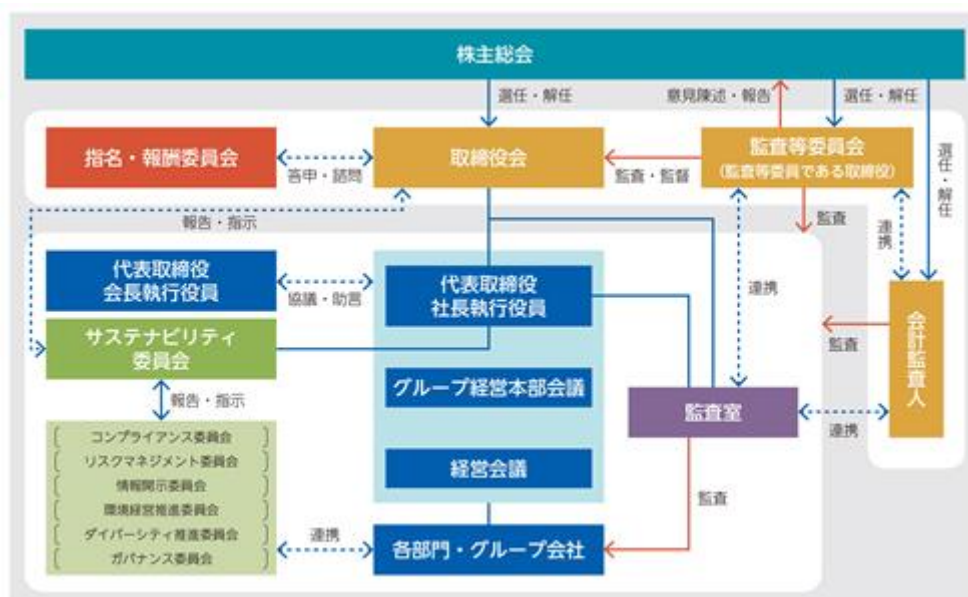 株主総会
選任・解任
意見陳述・報告
選任・解任
選任・解任
指名・報酬委員会
答申・諮問
取締役会
監査・監督
監査等委員会
(監査等委員である取締役)
報告・指示
監査
連携
代表取締役
会長執行役員
協議・助言
代表取締役
社長執行役員
連携
サステナビリティ
委員会
監査
会計監査人
報告・指示
グループ経営本部会議
監査室
連携
コンプライアンス委員会
リスクマネジメント委員会
情報開示委員会
環境経営推進委員会
ダイバーシティ推進委員会
ガバナンス委員会
経営会議
監査
連携
各部門・グループ会社